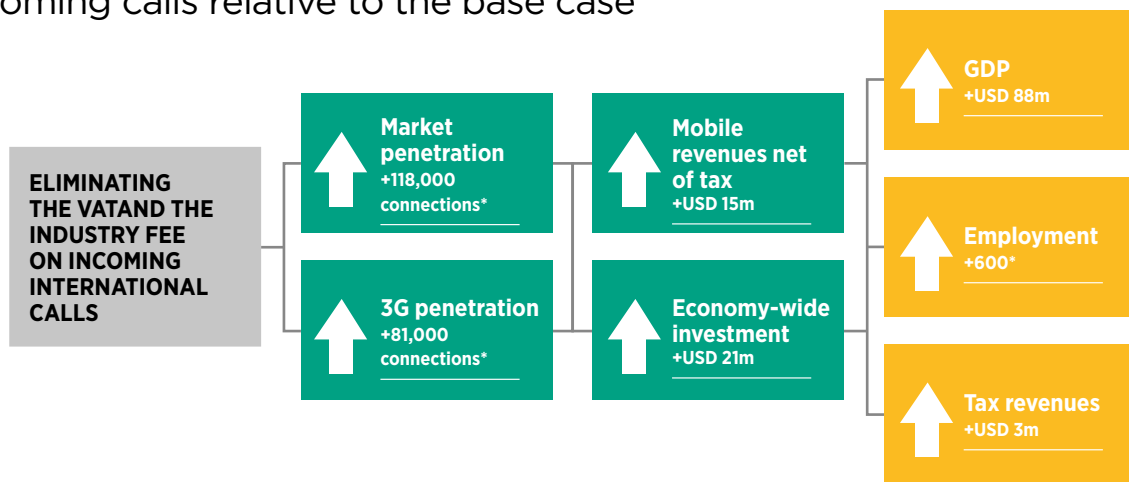 oming calls relative to the base case
ELIMINATING
THE VATAND THE
INDUSTRY FEE
ON INCOMING
INTERNATIONAL
CALLS
Market
penetration
+118,000
connections*
3G penetration
+81,000
connections*
Mobile
revenues net
of tax
+USD 15m
Economy-wide
investment
+USD 21m
GDP
+USD 88m
Employment
+600*
Tax revenues
+USD 3m